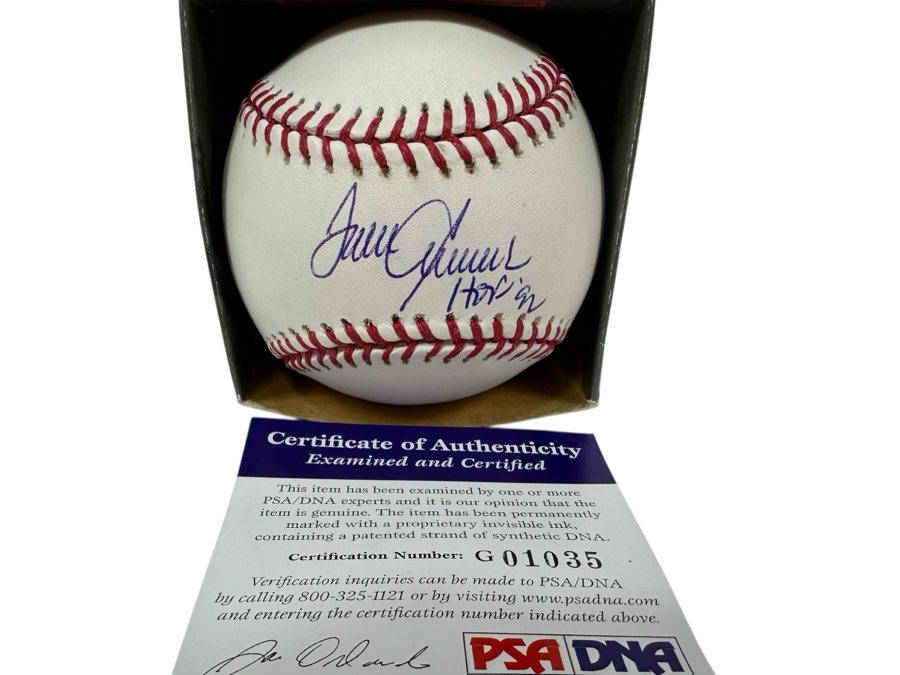 Tom Seaver
HOF '92
Certificate of Authenticity
Examined and Certified
This item has been examined by one or more
PSA/DNA experts and it is our opinion that the
item is genuine. The item has been permanently
marked with a proprietary invisible ink,
containing a patented strand of synthetic DNA.
Certification Number: G01035
Verification inquiries can be made to PSA/DNA
by calling 800-325-1121 or by visiting www.psadna.com
and entering the certification number indicated above.
Joe Orlando
PSA DNA